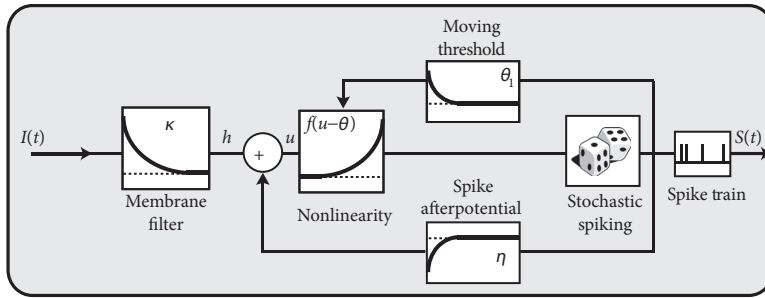 Moving
threshold
θ1
I(t)
κ
h
+
u
f(u−θ)
S(t)
Membrane
filter
Nonlinearity
Spike
afterpotential
η
Stochastic
spiking
Spike train